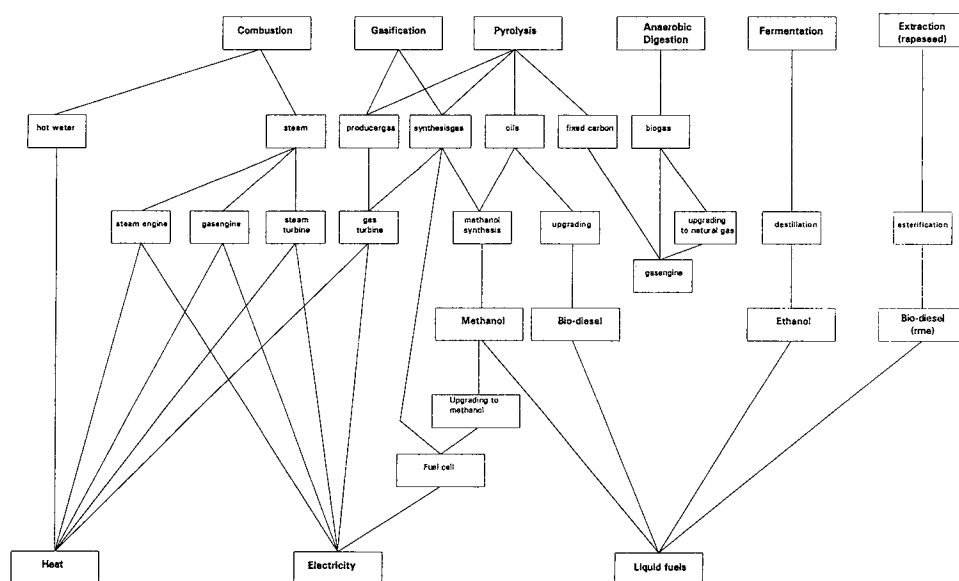 Combustion
Gasification
Pyrolysis
Anaerobic
Digestion
Fermentation
Extraction
(rapeseed)
hot water
steam
producergas
synthesisgas
oils
fixed carbon
biogas
steam engine
gasengine
steam
turbine
gas
turbine
methanol
synthesis
upgrading
upgrading
to natural gas
destillation
esterification
gasengine
Methanol
Bio-diesel
Ethanol
Bio-diesel
(rme)
Upgrading to
methanol
Fuel cell
Heat
Electricity
Liquid fuels